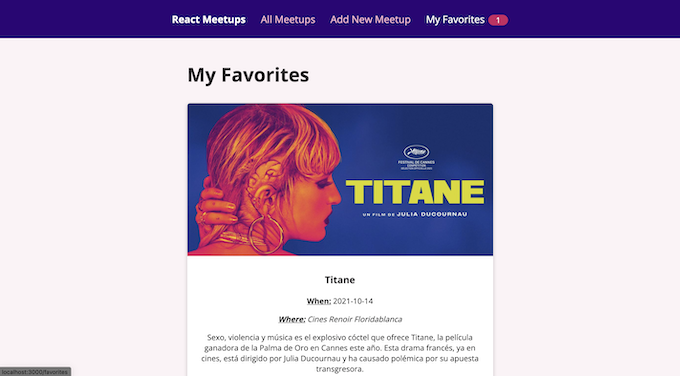 React Meetups All Meetups Add New Meetup My Favorites 1
My Favorites
FESTIVAL DE CANNES
TITANE
UN FILM DE JULIA DUCOURNAU
Titane
When: 2021-10-14
Where: Cines Renoir Floridablanca
Sexo, violencia y música es el explosivo cóctel que ofrece Titane, la película
ganadora de la Palma de Oro en Cannes este año. Esta drama francés, ya en
cines, está dirigido por Julia Ducournau y ha causado polémica por su apuesta
transgresora.
localhost:3000/favorites